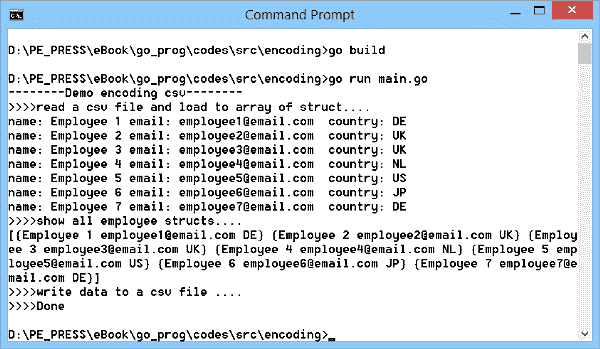 Command Prompt
D:\PE_PRESS\eBook\go_prog\codes\src\encoding>go build
D:\PE_PRESS\eBook\go_prog\codes\src\encoding>go run main.go
--------Demo encoding csv--------
>>>>read a csv file and load to array of struct....
name: Employee 1 email: employee1@email.com  country: DE
name: Employee 2 email: employee2@email.com  country: UK
name: Employee 3 email: employee3@email.com  country: UK
name: Employee 4 email: employee4@email.com  country: NL
name: Employee 5 email: employee5@email.com  country: US
name: Employee 6 email: employee6@email.com  country: JP
name: Employee 7 email: employee7@email.com  country: DE
>>>>show all employee structs....
[{Employee 1 employee1@email.com DE} {Employee 2 employee2@email.com UK} {Employ
ee 3 employee3@email.com UK} {Employee 4 employee4@email.com NL} {Employee 5 emp
loyee5@email.com US} {Employee 6 employee6@email.com JP} {Employee 7 employee7@e
mail.com DE}]
>>>>write data to a csv file ....
>>>>Done
D:\PE_PRESS\eBook\go_prog\codes\src\encoding>_